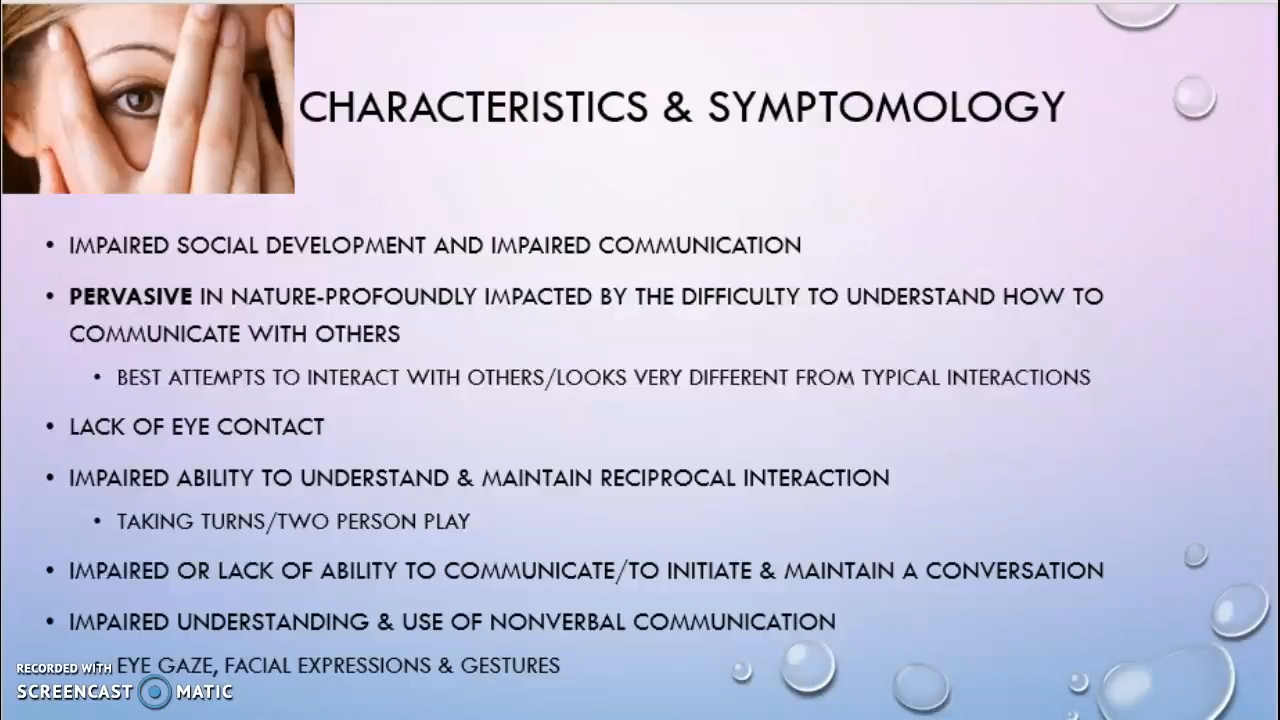 CHARACTERISTICS & SYMPTOMOLOGY
• IMPAIRED SOCIAL DEVELOPMENT AND IMPAIRED COMMUNICATION
• PERVASIVE IN NATURE-PROFOUNDLY IMPACTED BY THE DIFFICULTY TO UNDERSTAND HOW TO
COMMUNICATE WITH OTHERS
• BEST ATTEMPTS TO INTERACT WITH OTHERS/LOOKS VERY DIFFERENT FROM TYPICAL INTERACTIONS
• LACK OF EYE CONTACT
• IMPAIRED ABILITY TO UNDERSTAND & MAINTAIN RECIPROCAL INTERACTION
• TAKING TURNS/TWO PERSON PLAY
• IMPAIRED OR LACK OF ABILITY TO COMMUNICATE/TO INITIATE & MAINTAIN A CONVERSATION
• IMPAIRED UNDERSTANDING & USE OF NONVERBAL COMMUNICATION
EYE GAZE, FACIAL EXPRESSIONS & GESTURES
RECORDED WITH
SCREENCAST MATIC